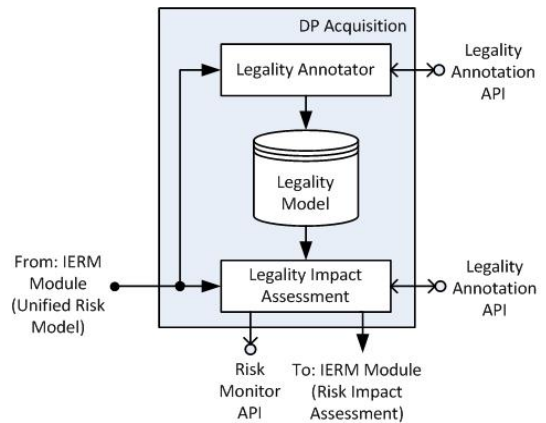 DP Acquisition
Legality Annotator
Legality
Annotation
API
Legality
Model
From: IERM
Module
(Unified Risk
Model)
Legality Impact
Assessment
Legality
Annotation
API
Risk
Monitor
API
To: IERM Module
(Risk Impact
Assessment)